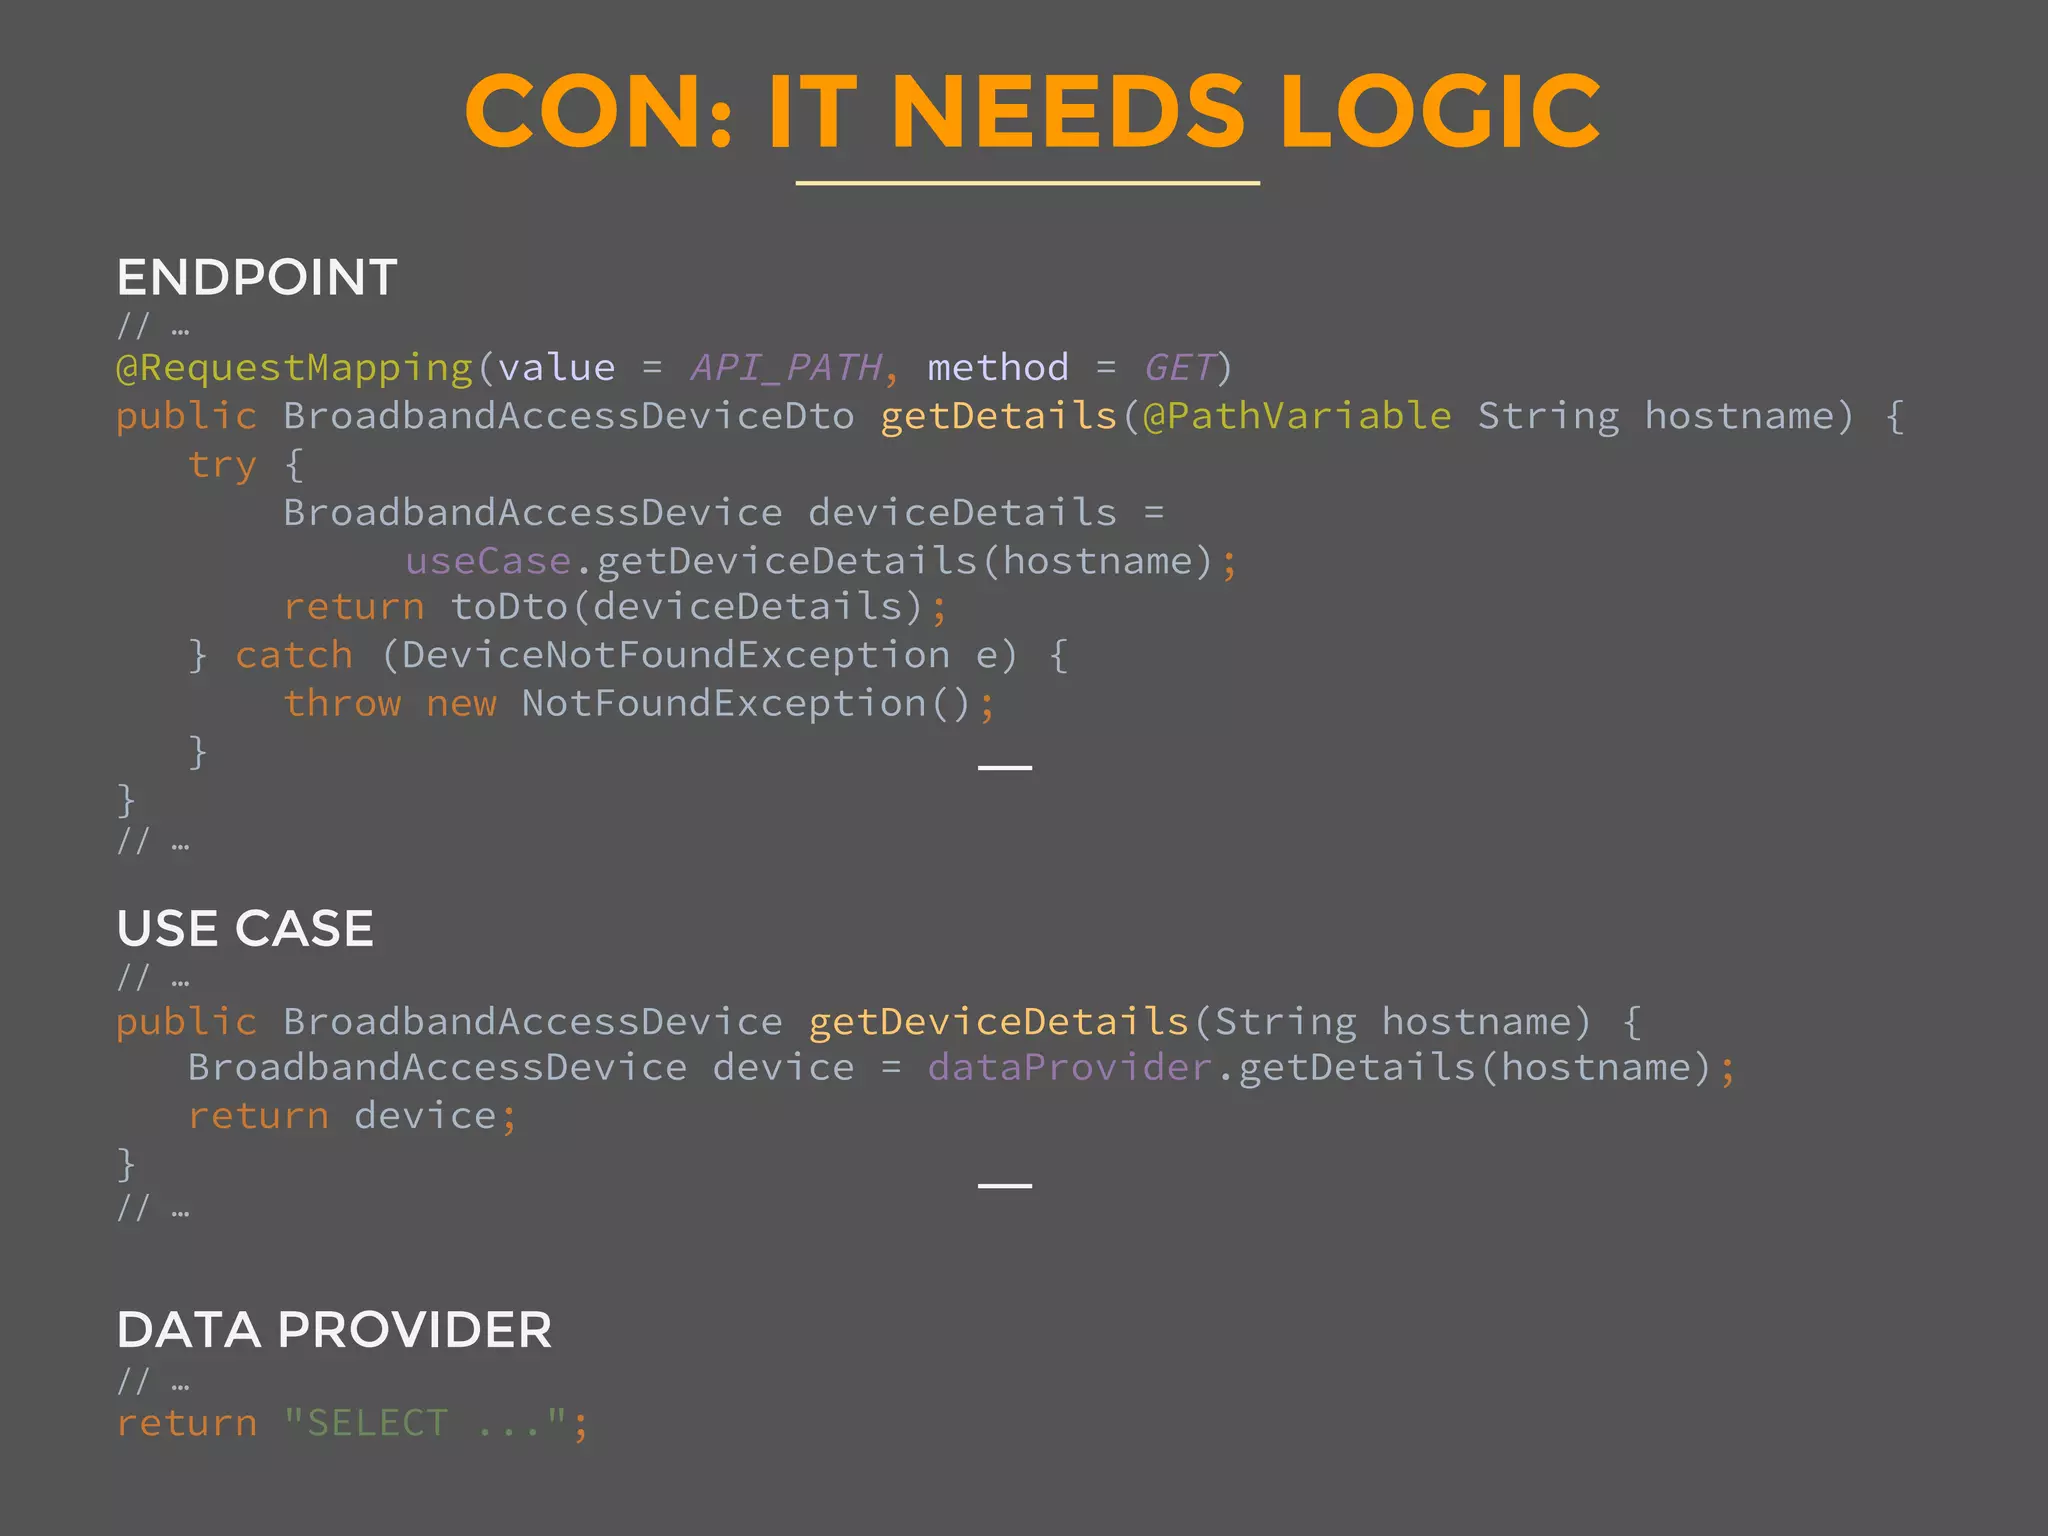 CON: IT NEEDS LOGIC
ENDPOINT
// …
@RequestMapping(value = API_PATH, method = GET)
public BroadbandAccessDeviceDto getDetails(@PathVariable String hostname) {
   try {
       BroadbandAccessDevice deviceDetails =
            useCase.getDeviceDetails(hostname);
       return toDto(deviceDetails);
   } catch (DeviceNotFoundException e) {
       throw new NotFoundException();
   }
}
// …
USE CASE
// …
public BroadbandAccessDevice getDeviceDetails(String hostname) {
   BroadbandAccessDevice device = dataProvider.getDetails(hostname);
   return device;
}
// …
DATA PROVIDER
// …
return "SELECT ...";